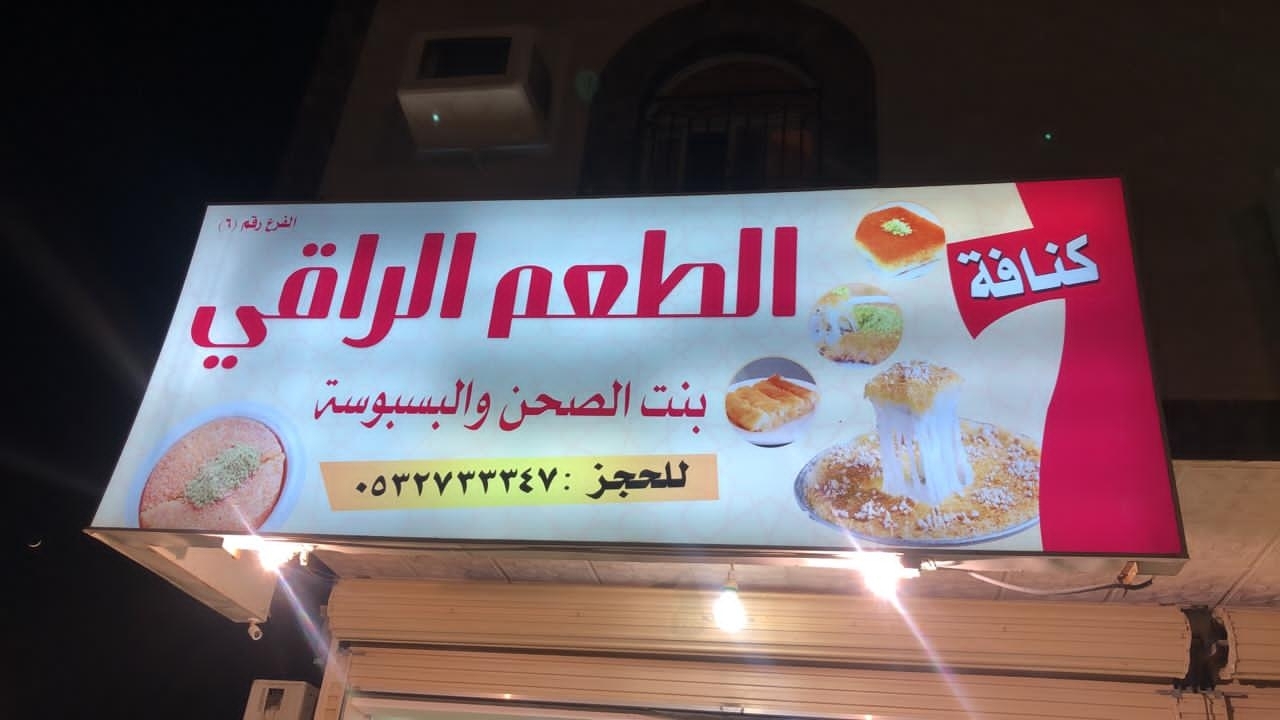 الفرع رقم (٦)
كنافة
الطعم الراقي
بنت الصحن والبسبوسة
للحجز : ٠٥٣٢٧٣٣٣٤٧